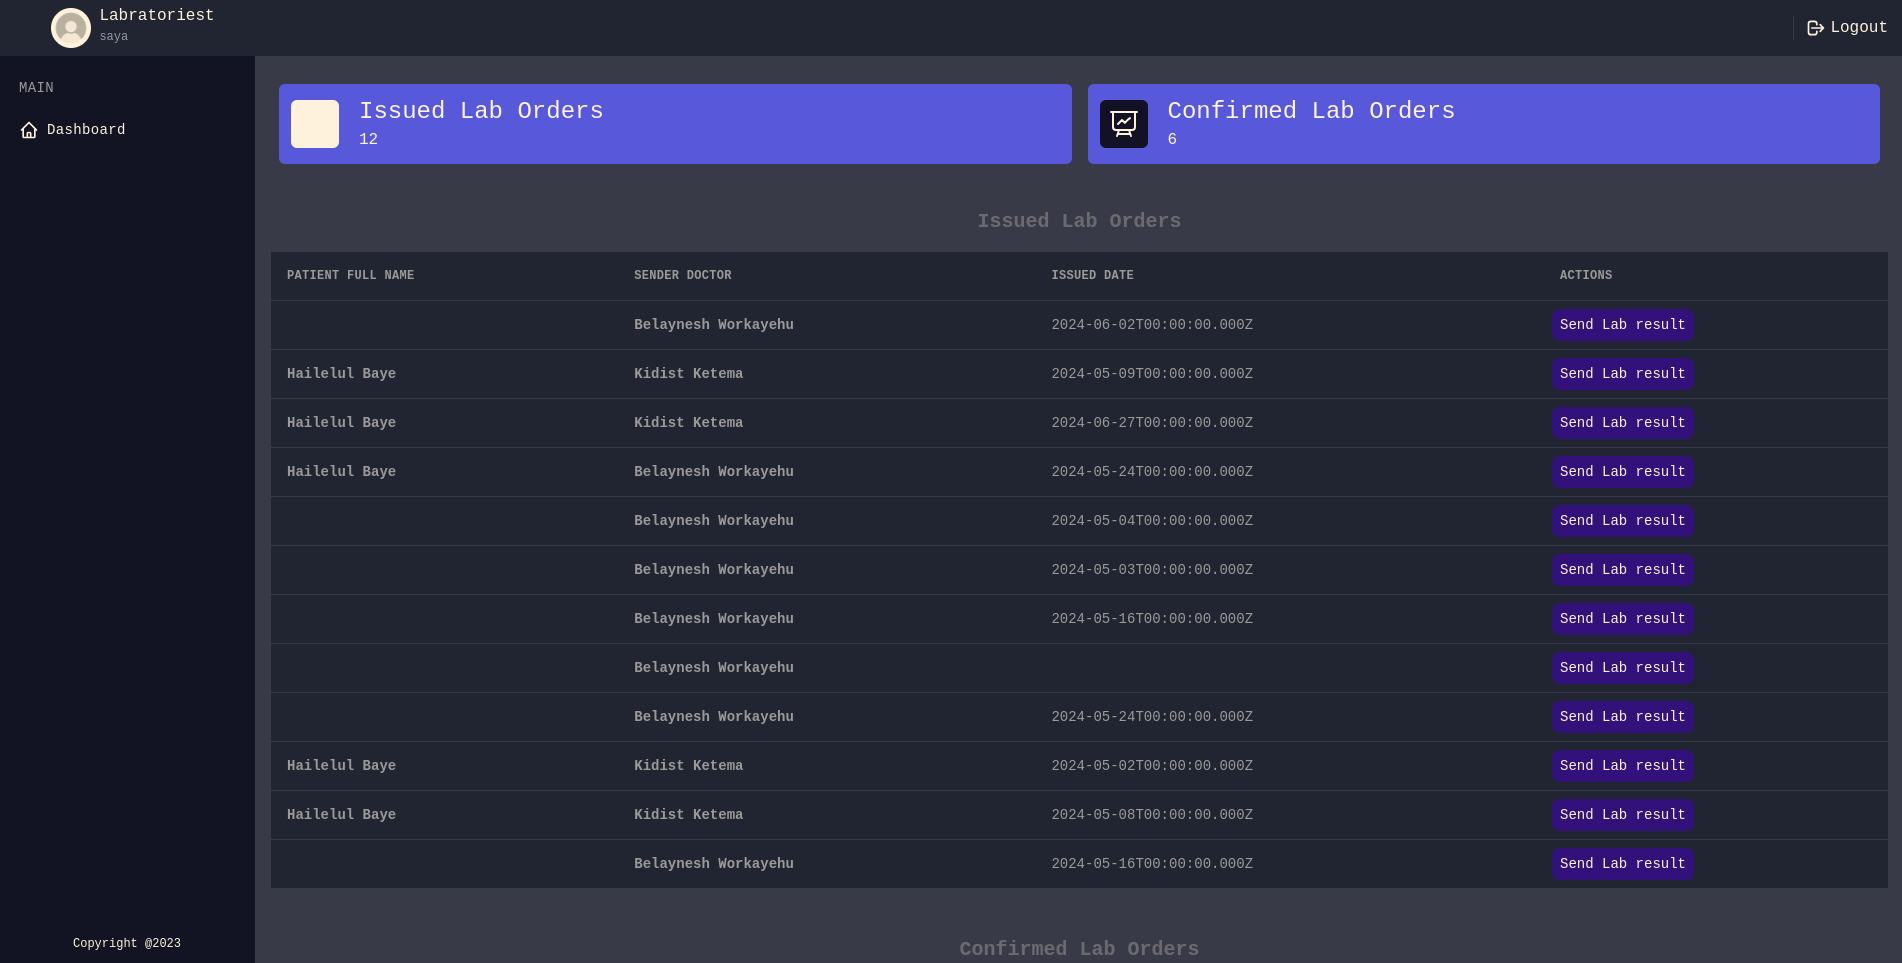 Labratoriest
saya
Logout
MAIN
Dashboard
Issued Lab Orders
12
Confirmed Lab Orders
6
Issued Lab Orders
PATIENT FULL NAME SENDER DOCTOR ISSUED DATE ACTIONS
Belaynesh Workayehu 2024-06-02T00:00:00.000Z Send Lab result
Hailelul Baye Kidist Ketema 2024-05-09T00:00:00.000Z Send Lab result
Hailelul Baye Kidist Ketema 2024-06-27T00:00:00.000Z Send Lab result
Hailelul Baye Belaynesh Workayehu 2024-05-24T00:00:00.000Z Send Lab result
Belaynesh Workayehu 2024-05-04T00:00:00.000Z Send Lab result
Belaynesh Workayehu 2024-05-03T00:00:00.000Z Send Lab result
Belaynesh Workayehu 2024-05-16T00:00:00.000Z Send Lab result
Belaynesh Workayehu Send Lab result
Belaynesh Workayehu 2024-05-24T00:00:00.000Z Send Lab result
Hailelul Baye Kidist Ketema 2024-05-02T00:00:00.000Z Send Lab result
Hailelul Baye Kidist Ketema 2024-05-08T00:00:00.000Z Send Lab result
Belaynesh Workayehu 2024-05-16T00:00:00.000Z Send Lab result
Copyright @2023
Confirmed Lab Orders